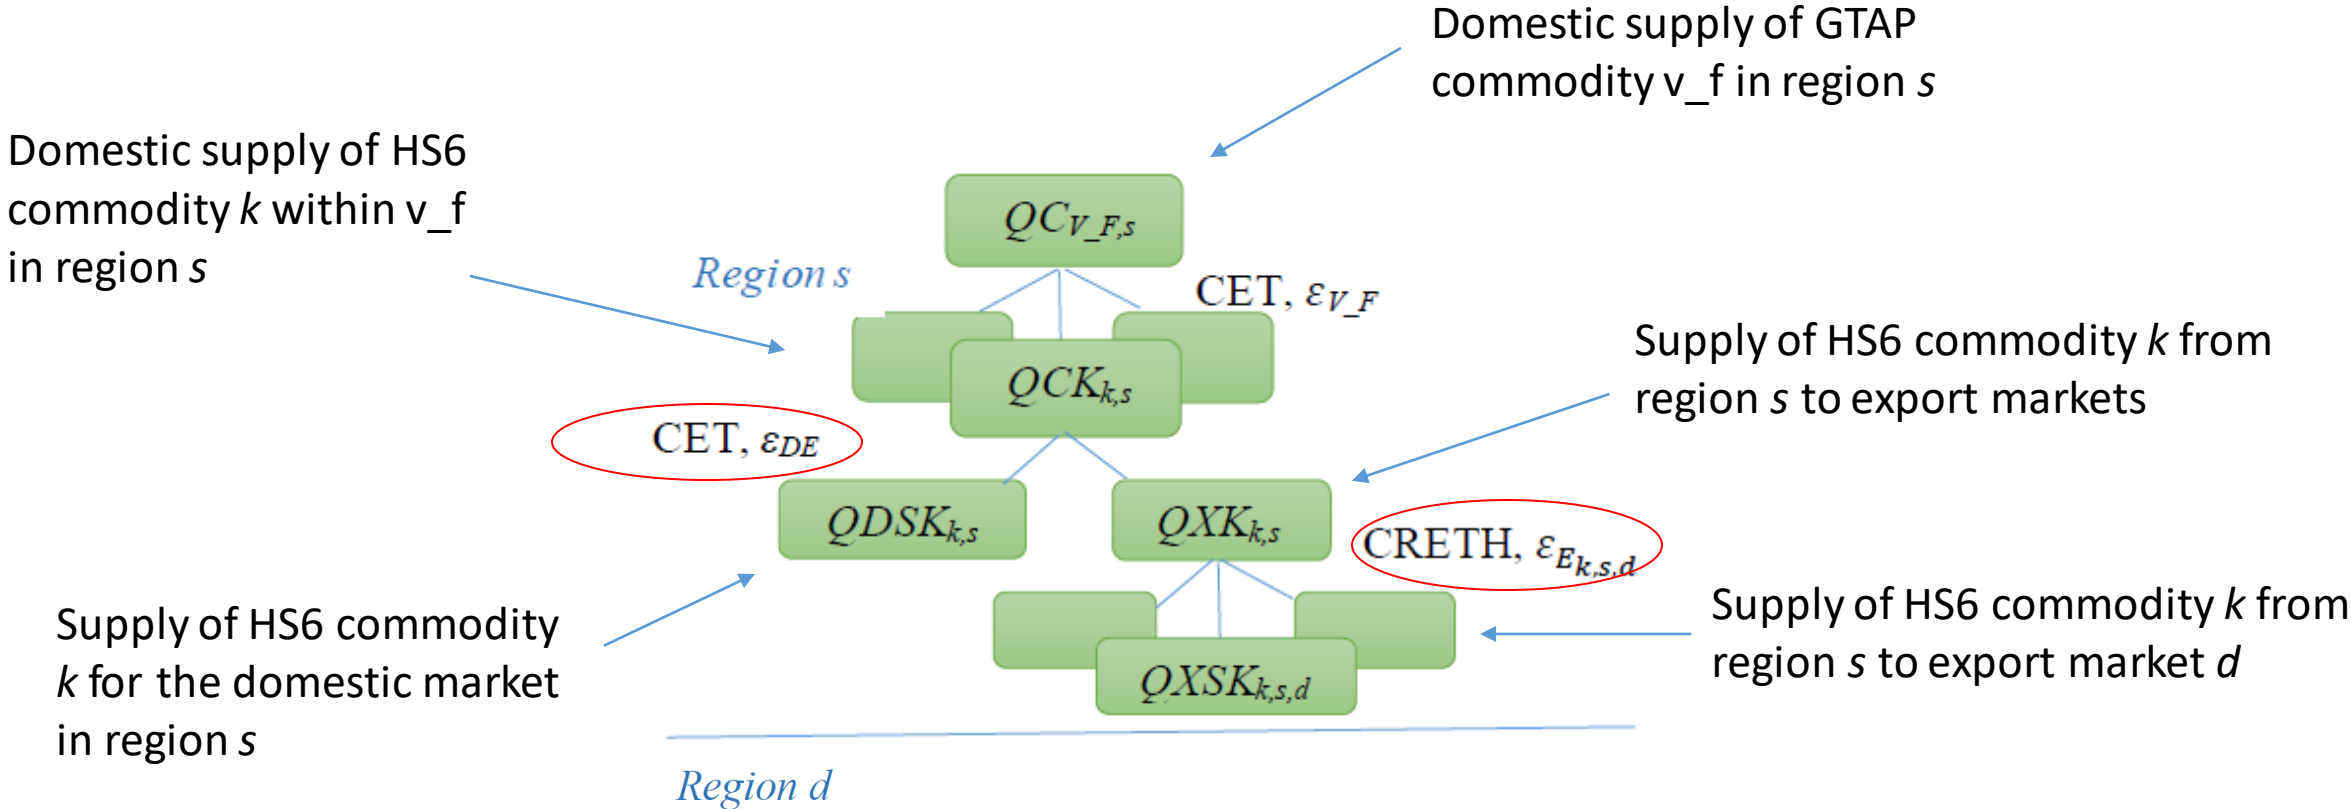 Domestic supply of GTAP
commodity v_f in region s
Domestic supply of HS6
commodity k within v_f
in region s
QC_{V_F,s}
Region s
CET, ε_{V_F}
Supply of HS6 commodity k from
region s to export markets
QCK_{k,s}
CET, ε_{DE}
QDSK_{k,s}
QXK_{k,s}
CRETH, ε_{E_{k,s,d}}
Supply of HS6 commodity
k for the domestic market
in region s
Supply of HS6 commodity k from
region s to export market d
QXSK_{k,s,d}
Region d